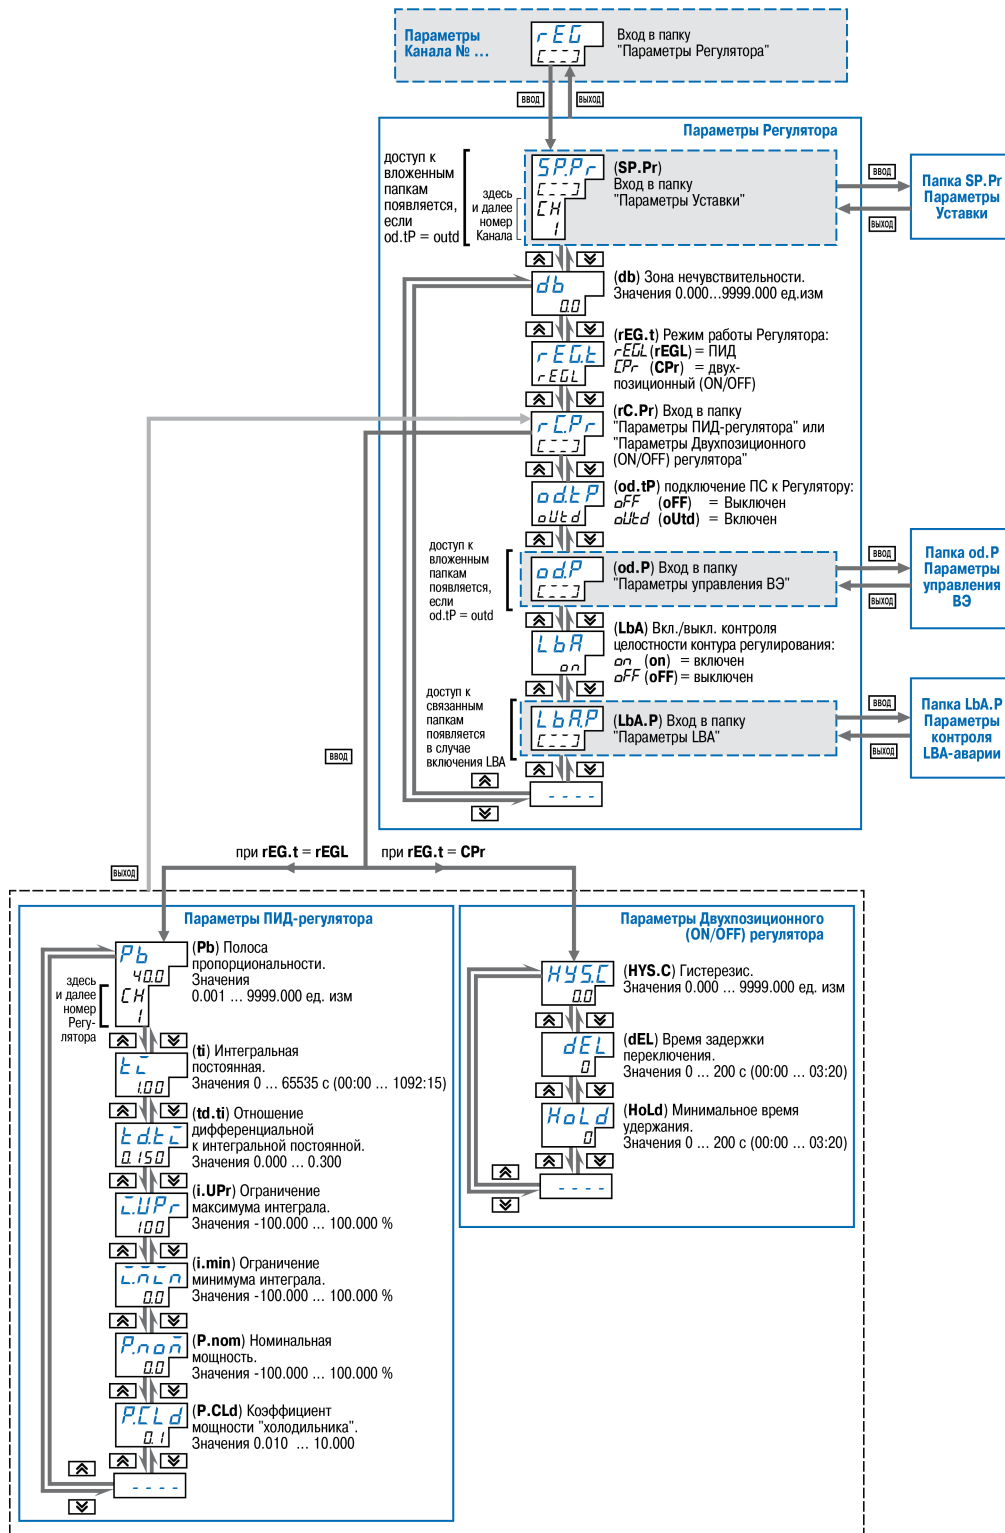 Параметры
Канала № ...
rEG
[---]
Вход в папку
"Параметры Регулятора"
ВВОД
ВЫХОД
Параметры Регулятора
доступ к
вложенным
папкам
появляется,
если
od.tP = outd
здесь
и далее
номер
Канала
SP.Pr
[---]
CH
1
(SP.Pr)
Вход в папку
"Параметры Уставки"
ВВОД
ВЫХОД
Папка SP.Pr
Параметры
Уставки
db
0.0
(db) Зона нечувствительности.
Значения 0.000...9999.000 ед.изм
rEG.t
rEGL
(rEG.t) Режим работы Регулятора:
rEGL (rEGL) = ПИД
CPr (CPr) = двух-
позиционный (ON/OFF)
rC.Pr
[---]
(rC.Pr) Вход в папку
"Параметры ПИД-регулятора" или
"Параметры Двухпозиционного
(ON/OFF) регулятора"
od.tP
oUtd
(od.tP) подключение ПС к Регулятору:
oFF (oFF) = Выключен
oUtd (oUtd) = Включен
доступ к
вложенным
папкам
появляется,
если
od.tP = outd
od.P
[---]
(od.P) Вход в папку
"Параметры управления ВЭ"
ВВОД
ВЫХОД
Папка od.P
Параметры
управления
ВЭ
LbA
on
(LbA) Вкл./выкл. контроля
целостности контура регулирования:
on (on) = включен
oFF (oFF) = выключен
доступ к
связанным
папкам
появляется
в случае
включения LBA
LbA.P
[---]
(LbA.P) Вход в папку
"Параметры LBA"
ВВОД
ВЫХОД
Папка LbA.P
Параметры
контроля
LBA-аварии
ВВОД
- - - -
при rEG.t = rEGL
при rEG.t = CPr
ВЫХОД
Параметры ПИД-регулятора
здесь
и далее
номер
Регу-
лятора
Pb
40.0
CH
1
(Pb) Полоса
пропорциональности.
Значения
0.001 ... 9999.000 ед. изм
ti
1.00
(ti) Интегральная
постоянная.
Значения 0 ... 65535 с (00:00 ... 1092:15)
td.ti
0.150
(td.ti) Отношение
дифференциальной
к интегральной постоянной.
Значения 0.000 ... 0.300
i.UPr
100
(i.UPr) Ограничение
максимума интеграла.
Значения -100.000 ... 100.000 %
i.min
0.0
(i.min) Ограничение
минимума интеграла.
Значения -100.000 ... 100.000 %
P.nom
0.0
(P.nom) Номинальная
мощность.
Значения -100.000 ... 100.000 %
P.CLd
0.1
(P.CLd) Коэффициент
мощности "холодильника".
Значения 0.010 ... 10.000
- - - -
Параметры Двухпозиционного
(ON/OFF) регулятора
HYS.C
0.0
(HYS.C) Гистерезис.
Значения 0.000 ... 9999.000 ед. изм
dEL
0
(dEL) Время задержки
переключения.
Значения 0 ... 200 с (00:00 ... 03:20)
HoLd
0
(HoLd) Минимальное время
удержания.
Значения 0 ... 200 с (00:00 ... 03:20)
- - - -